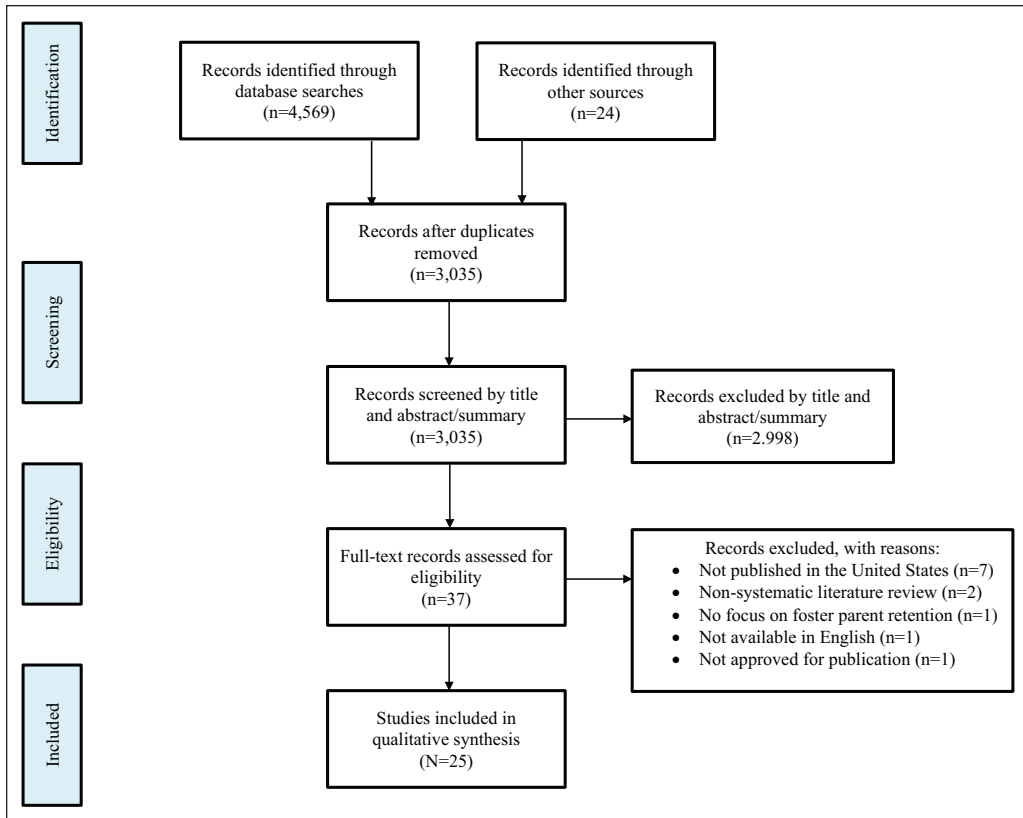 Identification
Records identified through
database searches
(n=4,569)
Records identified through
other sources
(n=24)
Records after duplicates
removed
(n=3,035)
Screening
Records screened by title
and abstract/summary
(n=3,035)
Records excluded by title and
abstract/summary
(n=2.998)
Eligibility
Full-text records assessed for
eligibility
(n=37)
Records excluded, with reasons:
• Not published in the United States (n=7)
• Non-systematic literature review (n=2)
• No focus on foster parent retention (n=1)
• Not available in English (n=1)
• Not approved for publication (n=1)
Included
Studies included in
qualitative synthesis
(N=25)